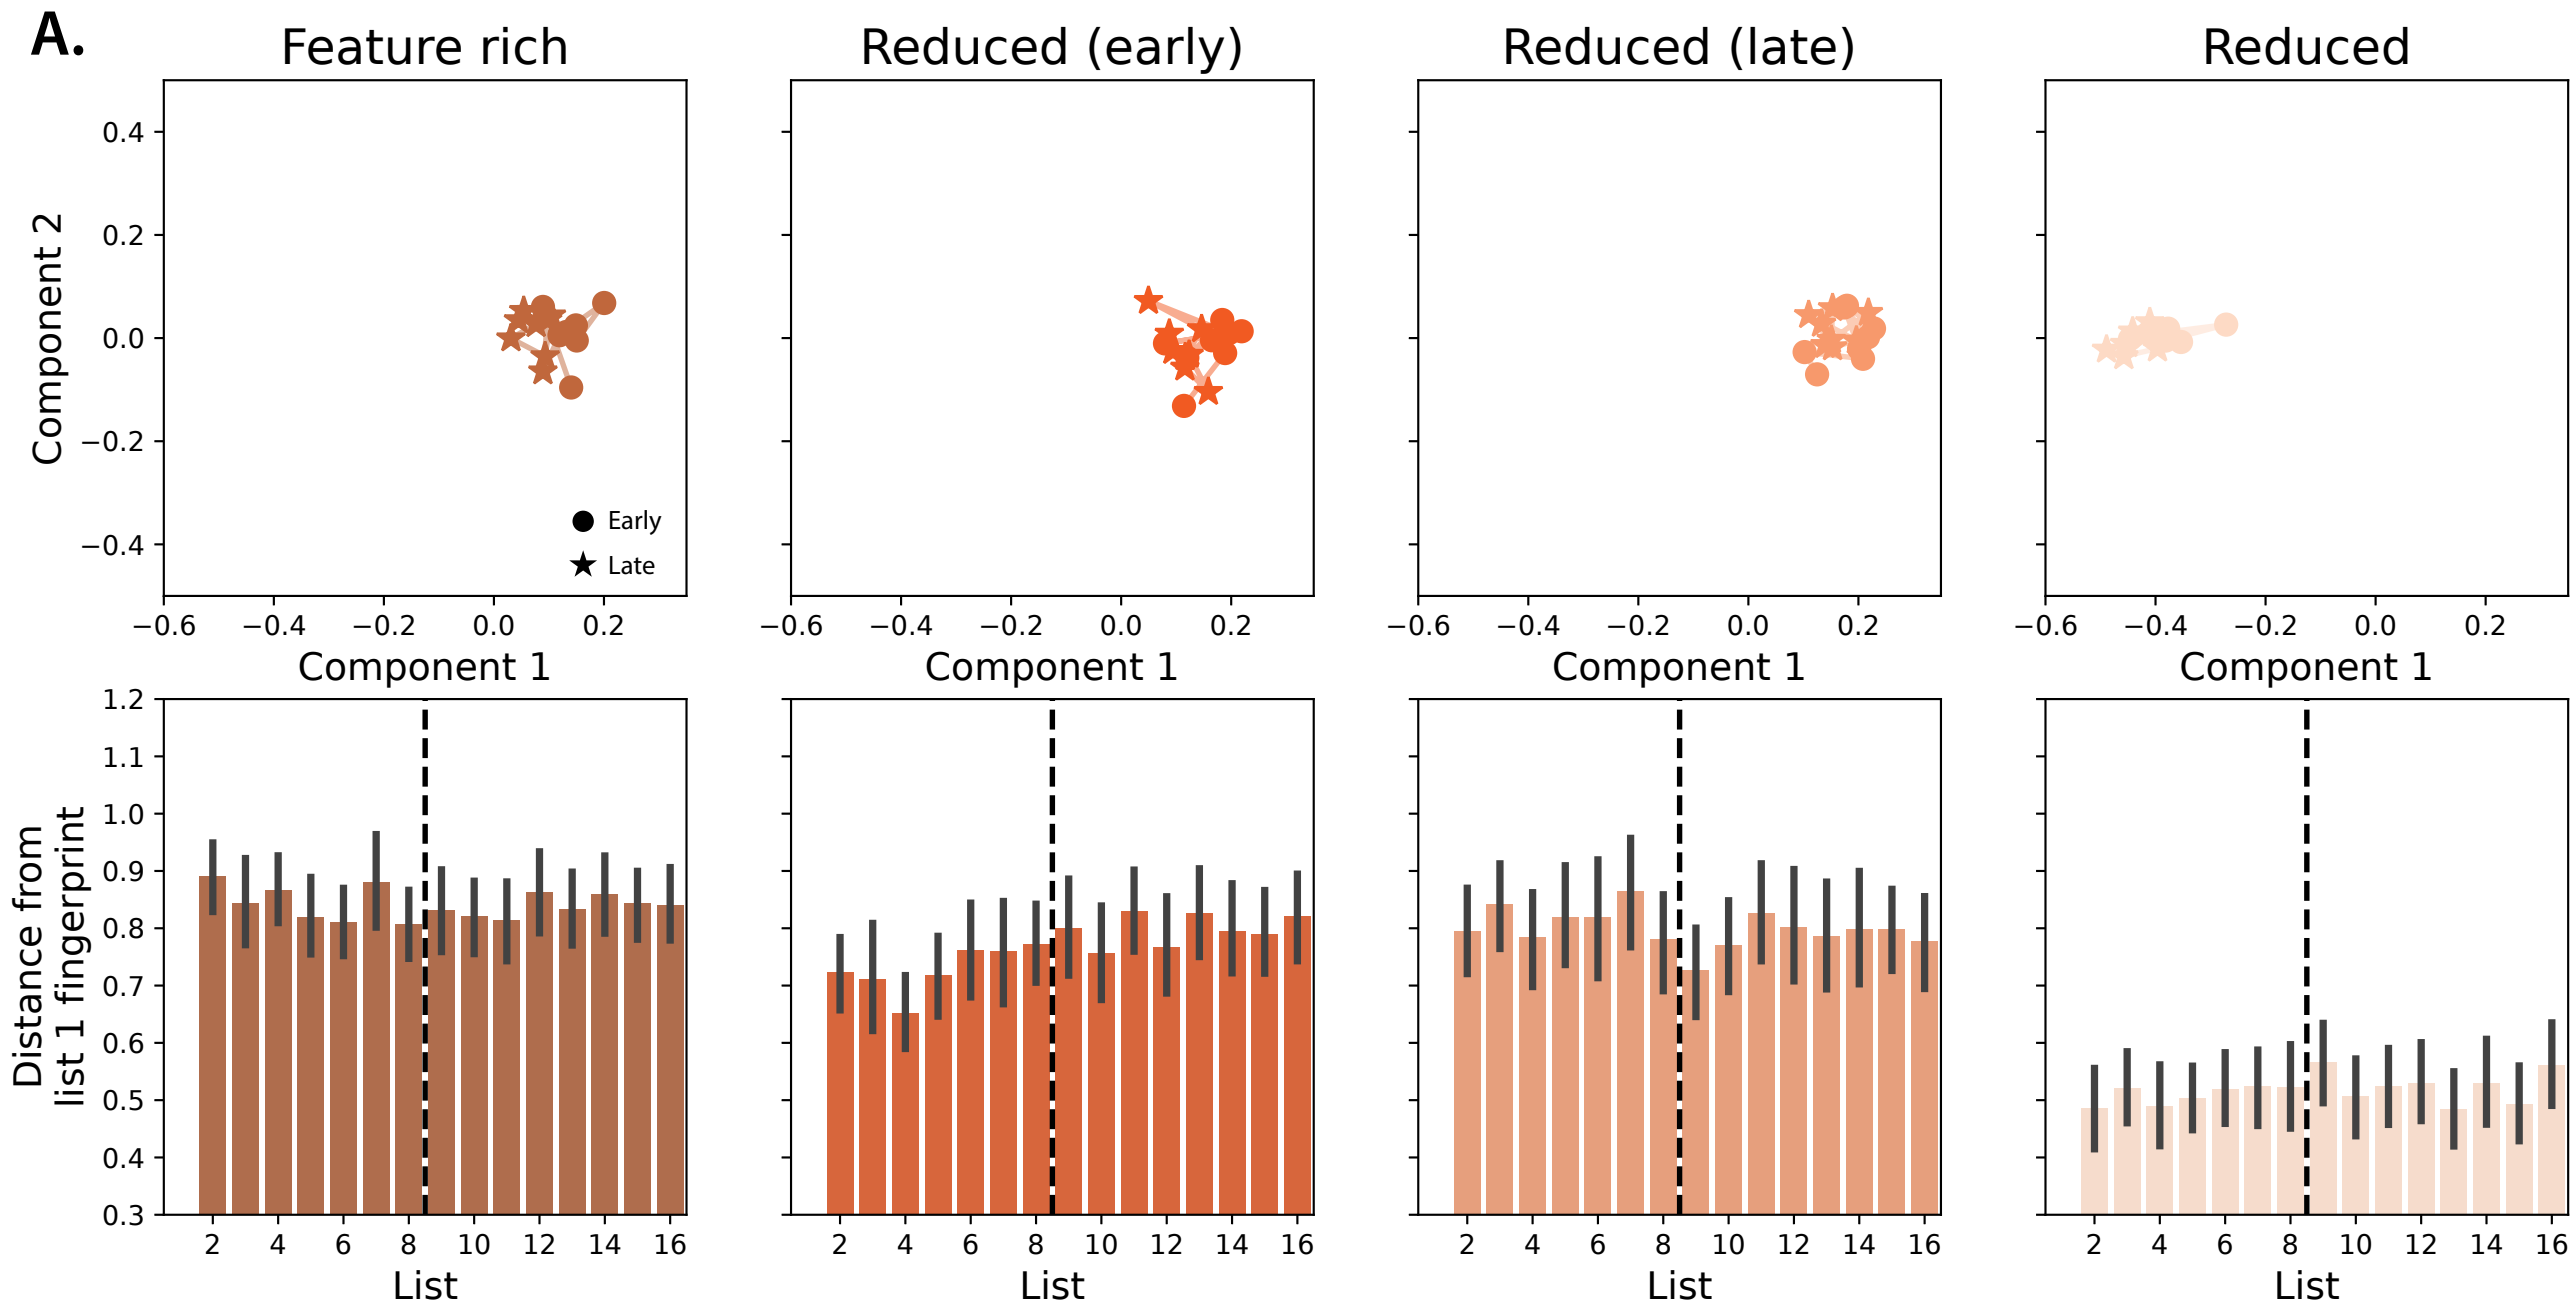 A.
Feature rich
Reduced (early)
Reduced (late)
Reduced
Component 2
0.4
0.2
0.0
−0.2
−0.4
Early
Late
−0.6 −0.4 −0.2 0.0 0.2
−0.6 −0.4 −0.2 0.0 0.2
−0.6 −0.4 −0.2 0.0 0.2
−0.6 −0.4 −0.2 0.0 0.2
Component 1
Component 1
Component 1
Component 1
Distance from
list 1 fingerprint
1.2
1.1
1.0
0.9
0.8
0.7
0.6
0.5
0.4
0.3
2 4 6 8 10 12 14 16
2 4 6 8 10 12 14 16
2 4 6 8 10 12 14 16
2 4 6 8 10 12 14 16
List
List
List
List